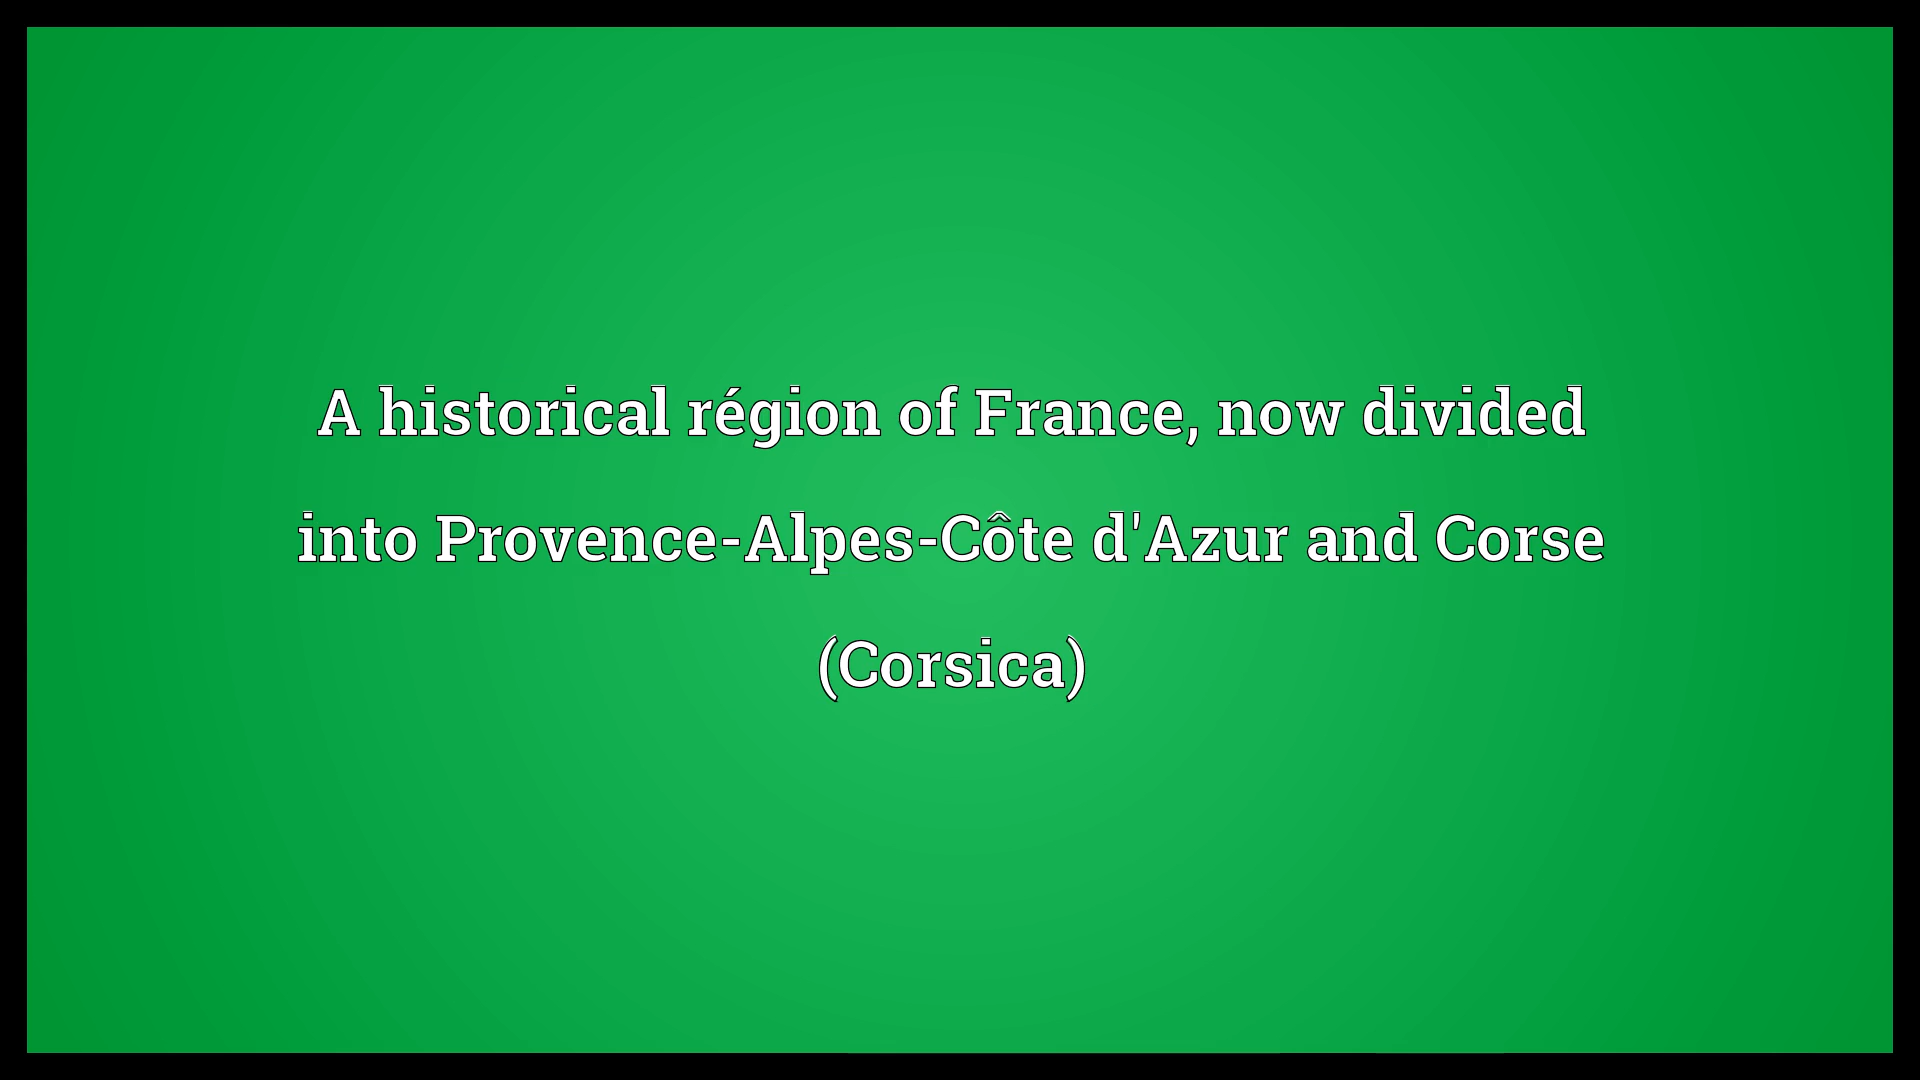 A historical région of France, now divided
into Provence-Alpes-Côte d'Azur and Corse
(Corsica)